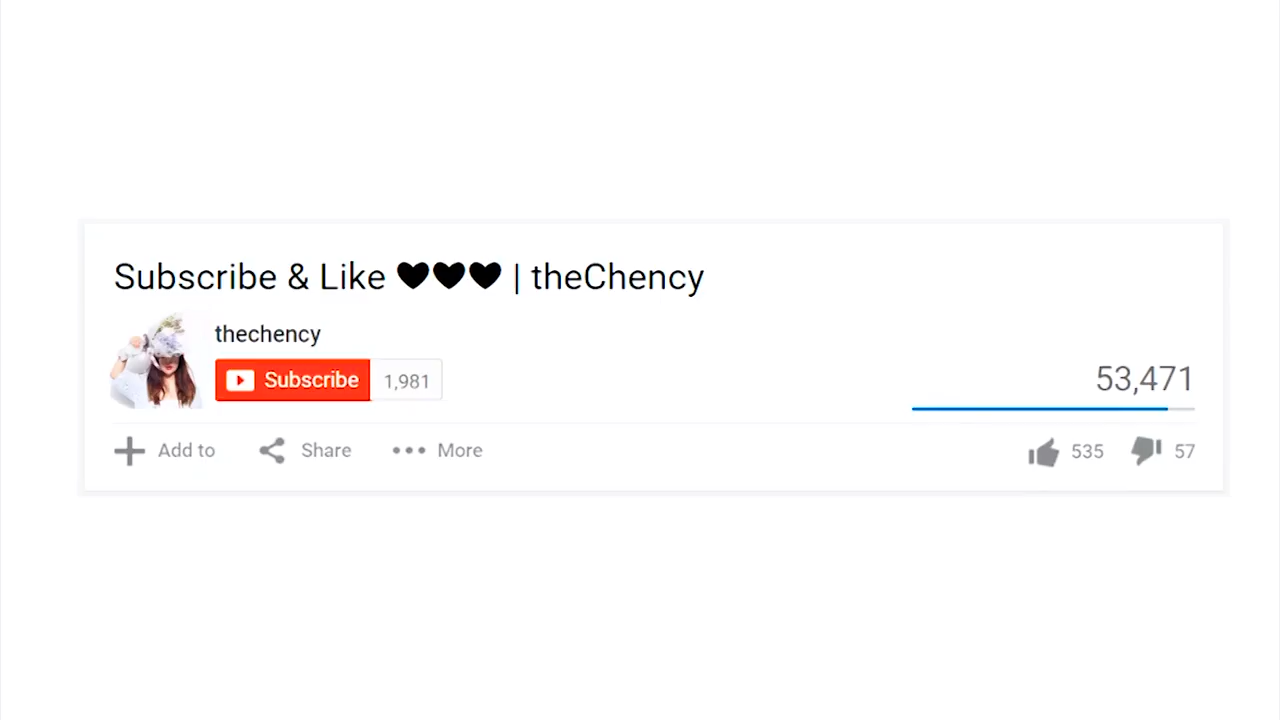 Subscribe & Like 🖤🖤🖤 | theChency
thechency
Subscribe 1,981
53,471
Add to Share More 535 57